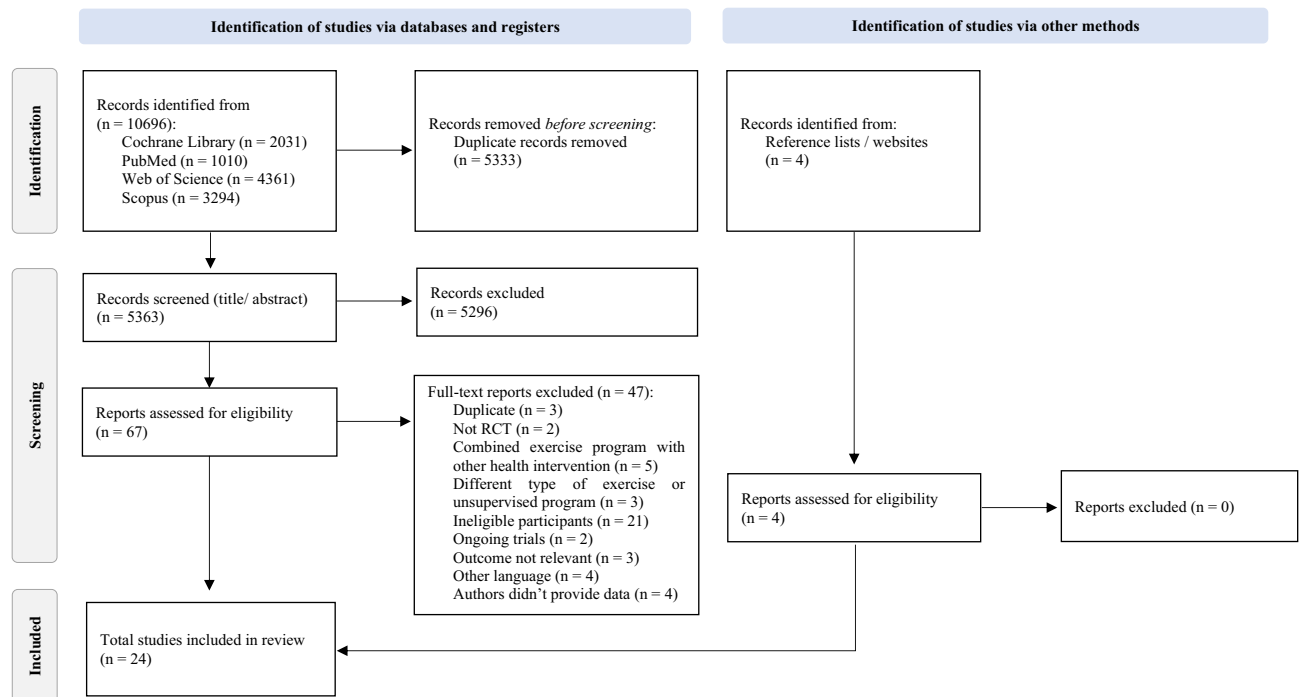 Identification of studies via databases and registers
Identification of studies via other methods
Identification
Records identified from
(n = 10696):
Cochrane Library (n = 2031)
PubMed (n = 1010)
Web of Science (n = 4361)
Scopus (n = 3294)
Records removed before screening:
Duplicate records removed
(n = 5333)
Records identified from:
Reference lists / websites
(n = 4)
Screening
Records screened (title/ abstract)
(n = 5363)
Records excluded
(n = 5296)
Reports assessed for eligibility
(n = 67)
Full-text reports excluded (n = 47):
Duplicate (n = 3)
Not RCT (n = 2)
Combined exercise program with
other health intervention (n = 5)
Different type of exercise or
unsupervised program (n = 3)
Ineligible participants (n = 21)
Ongoing trials (n = 2)
Outcome not relevant (n = 3)
Other language (n = 4)
Authors didn't provide data (n = 4)
Reports assessed for eligibility
(n = 4)
Reports excluded (n = 0)
Included
Total studies included in review
(n = 24)